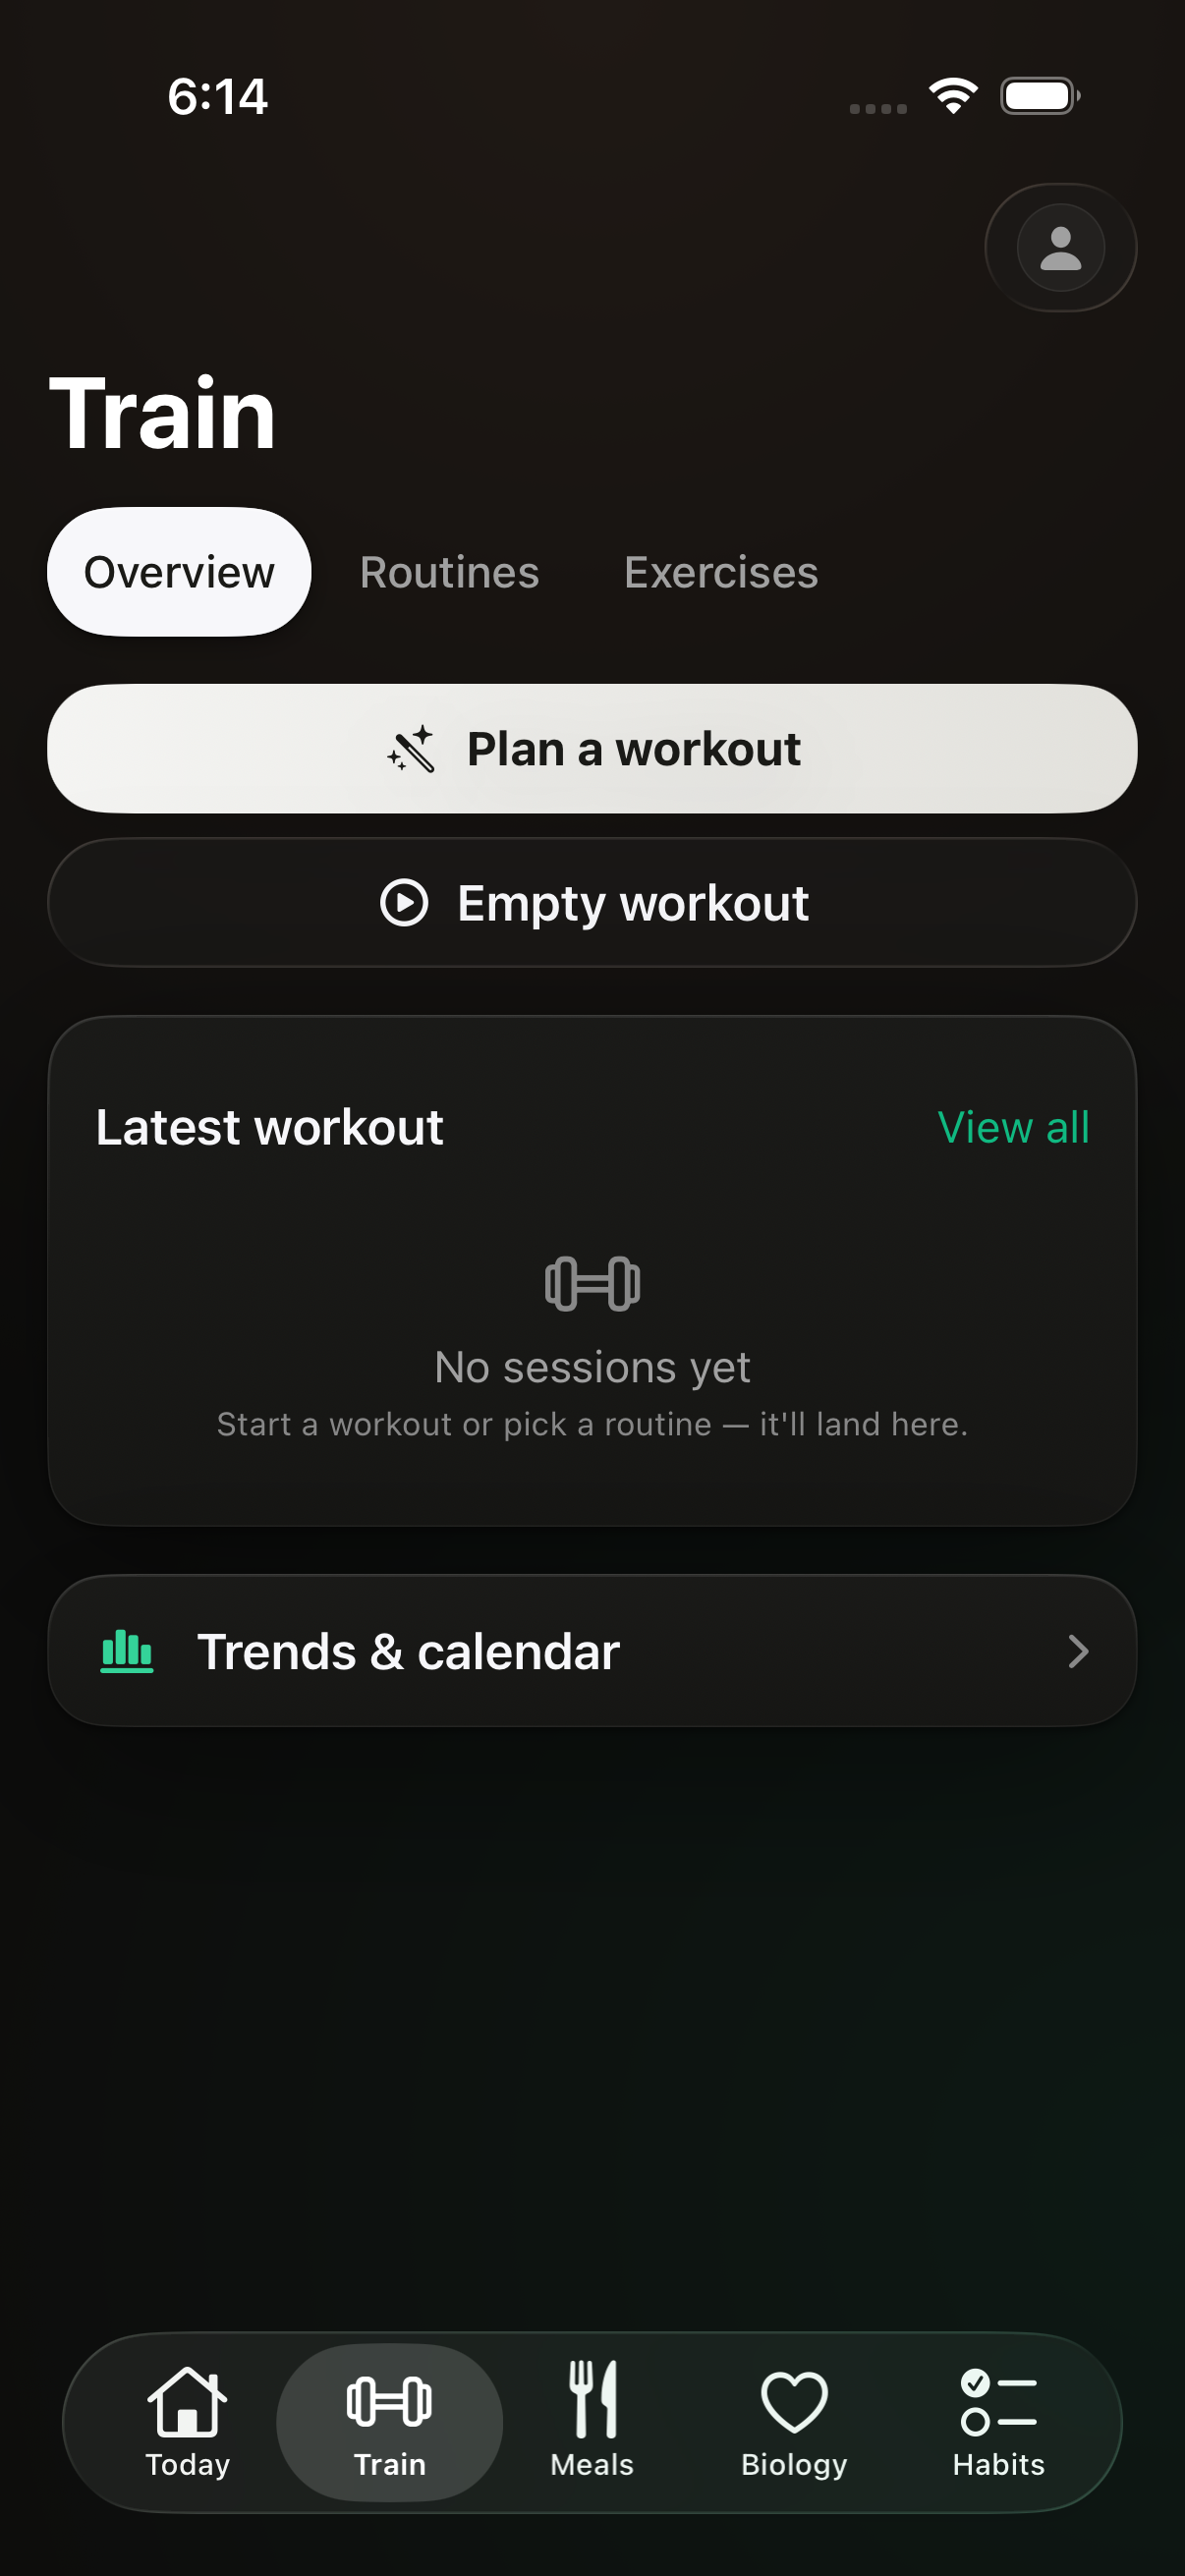 6:14
Train
Overview Routines Exercises
Plan a workout
Empty workout
Latest workout View all
No sessions yet
Start a workout or pick a routine — it'll land here.
Trends & calendar
Today Train Meals Biology Habits